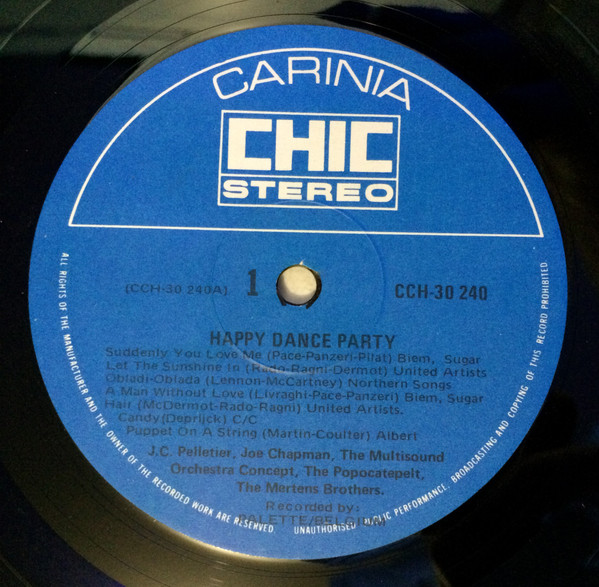 CARINIA
CHIC
STEREO
(CCH-30 240A) 1 CCH-30 240
HAPPY DANCE PARTY
Suddenly You Love Me (Pace-Panzeri-Pilat) Biem, Sugar
Let The Sunshine In (Rado-Ragni-Dermot) United Artists
Obladi-Oblada (Lennon-McCartney) Northern Songs
A Man Without Love (Livraghi-Pace-Panzeri) Biem, Sugar
Hair (McDermot-Rado-Ragni) United Artists.
Candy(Deprijck) C/C
Puppet On A String (Martin-Coulter) Albert
J.C. Pelletier, Joe Chapman, The Multisound
Orchestra Concept, The Popocatepelt,
The Mertens Brothers.
Recorded by:
PALETTE/BELGIUM
ALL RIGHTS OF THE MANUFACTURER AND THE OWNER OF THE RECORDED WORK ARE RESERVED
UNAUTHORISED PUBLIC PERFORMANCE, BROADCASTING AND COPYING OF THIS RECORD PROHIBITED.